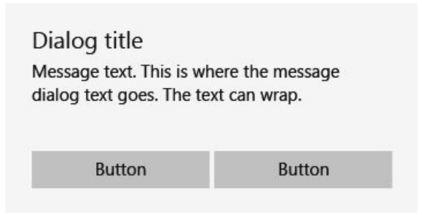 Dialog title
Message text. This is where the message
dialog text goes. The text can wrap.
Button
Button